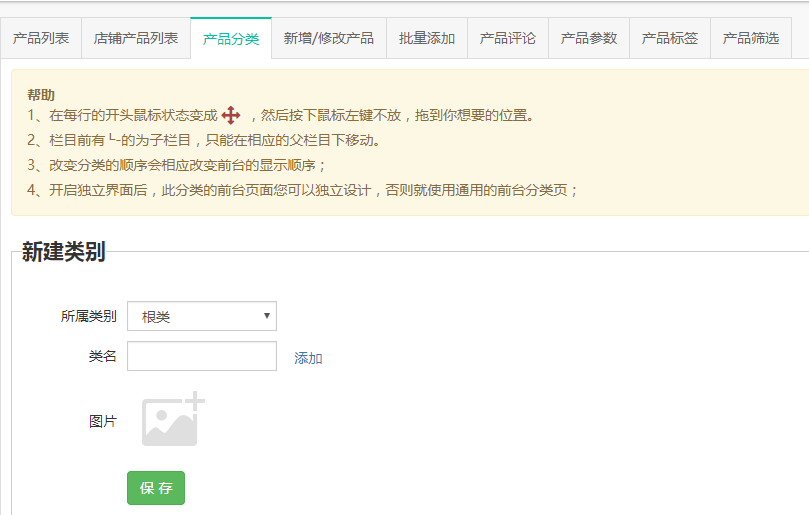 产品列表 店铺产品列表 产品分类 新增/修改产品 批量添加 产品评论 产品参数 产品标签 产品筛选
帮助
1、在每行的开头鼠标状态变成 ，然后按下鼠标左键不放，拖到你想要的位置。
2、栏目前有└-的为子栏目，只能在相应的父栏目下移动。
3、改变分类的顺序会相应改变前台的显示顺序；
4、开启独立界面后，此分类的前台页面您可以独立设计，否则就使用通用的前台分类页；
新建类别
所属类别 根类
类名 添加
图片
保 存